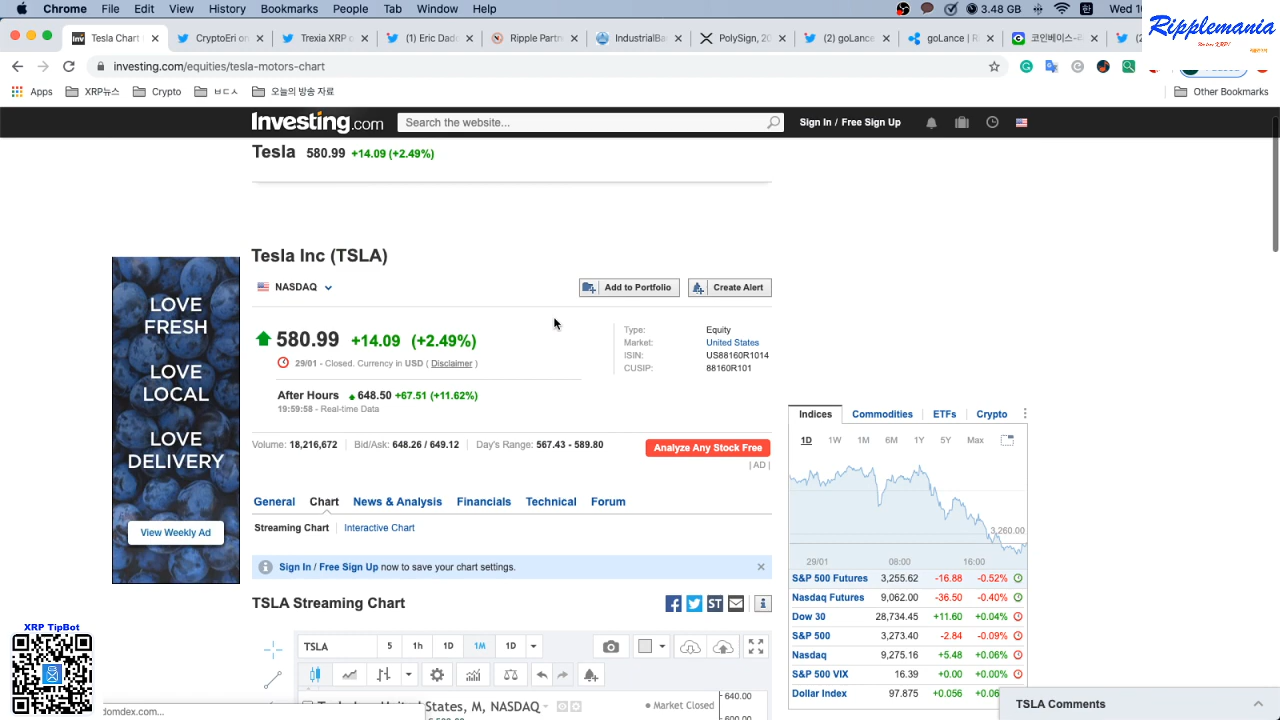 Chrome File Edit View History Bookmarks People Tab Window Help 3.48 GB Wed 1
Ripplemania
Tesla Chart
CryptoEri on
Trexia XRP o
(1) Eric Dad
Ripple Partn
IndustrialBa
PolySign, 20
(2) goLance
goLance | R
코인베이스-리
investing.com/equities/tesla-motors-chart
Apps XRP뉴스 Crypto ㅂㄷㅅ 오늘의 방송 자료 Other Bookmarks
Investing.com Search the website... Sign In / Free Sign Up
Tesla 580.99 +14.09 (+2.49%)
Tesla Inc (TSLA)
NASDAQ
Add to Portfolio
Create Alert
580.99 +14.09 (+2.49%)
29/01 - Closed. Currency in USD ( Disclaimer )
After Hours 648.50 +67.51 (+11.62%)
19:59:58 - Real-time Data
Type: Equity
Market: United States
ISIN: US88160R1014
CUSIP: 88160R101
Volume: 18,216,672 Bid/Ask: 648.26 / 649.12 Day's Range: 567.43 - 589.80
Analyze Any Stock Free
| AD |
General Chart News & Analysis Financials Technical Forum
Streaming Chart Interactive Chart
Sign In / Free Sign Up now to save your chart settings.
TSLA Streaming Chart
TSLA 5 1h 1D 1M 1D
NASDAQ
Market Closed
640.00
LOVE
FRESH
LOVE
LOCAL
LOVE
DELIVERY
View Weekly Ad
Indices Commodities ETFs Crypto
1D 1W 1M 6M 1Y 5Y Max
3,260.00
29/01 08:00 16:00
S&P 500 Futures 3,255.62 -16.88 -0.52%
Nasdaq Futures 9,062.00 -36.50 -0.40%
Dow 30 28,734.45 +11.60 +0.04%
S&P 500 3,273.40 -2.84 -0.09%
Nasdaq 9,275.16 +5.48 +0.06%
S&P 500 VIX 16.39 +0.00 +0.00%
Dollar Index 97.875 +0.056 +0.06
TSLA Comments
XRP TipBot
domdex.com...